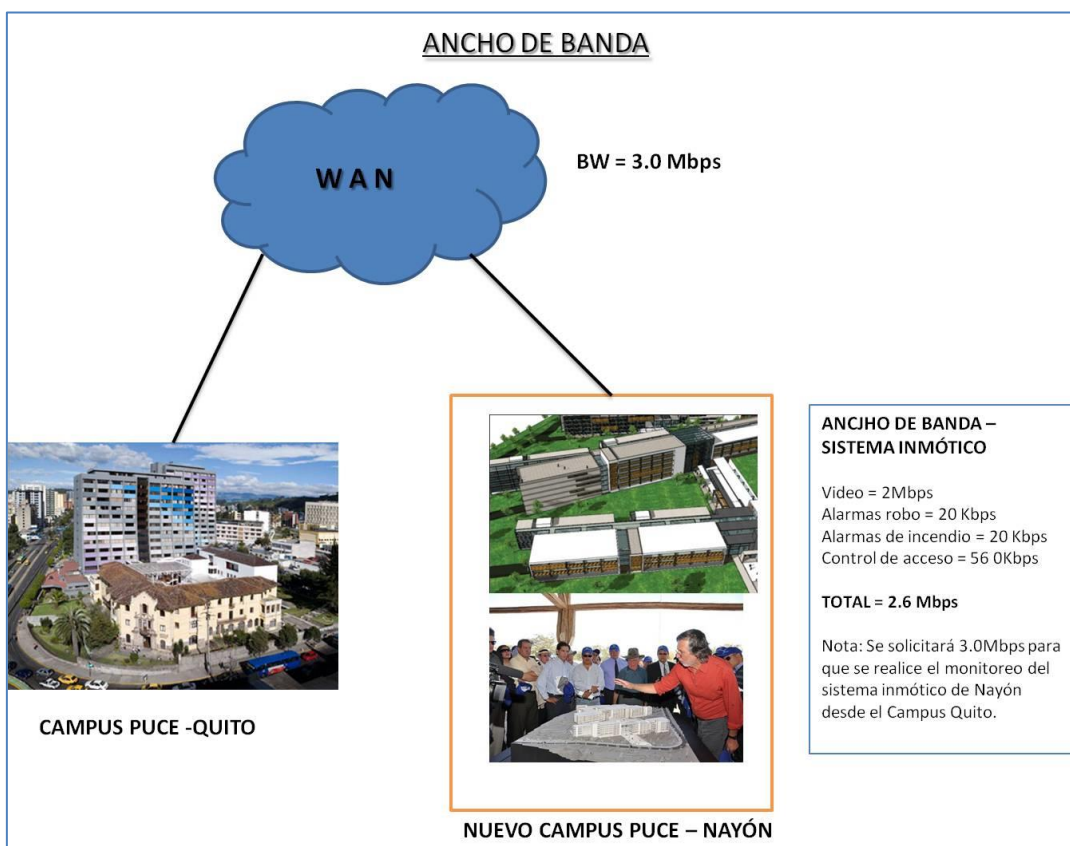 ANCHO DE BANDA
W A N
BW = 3.0 Mbps
ANCJHO DE BANDA –
SISTEMA INMÓTICO
Video = 2Mbps
Alarmas robo = 20 Kbps
Alarmas de incendio = 20 Kbps
Control de acceso = 56 0Kbps
TOTAL = 2.6 Mbps
Nota: Se solicitará 3.0Mbps para
que se realice el monitoreo del
sistema inmótico de Nayón
desde el Campus Quito.
CAMPUS PUCE -QUITO
NUEVO CAMPUS PUCE – NAYÓN